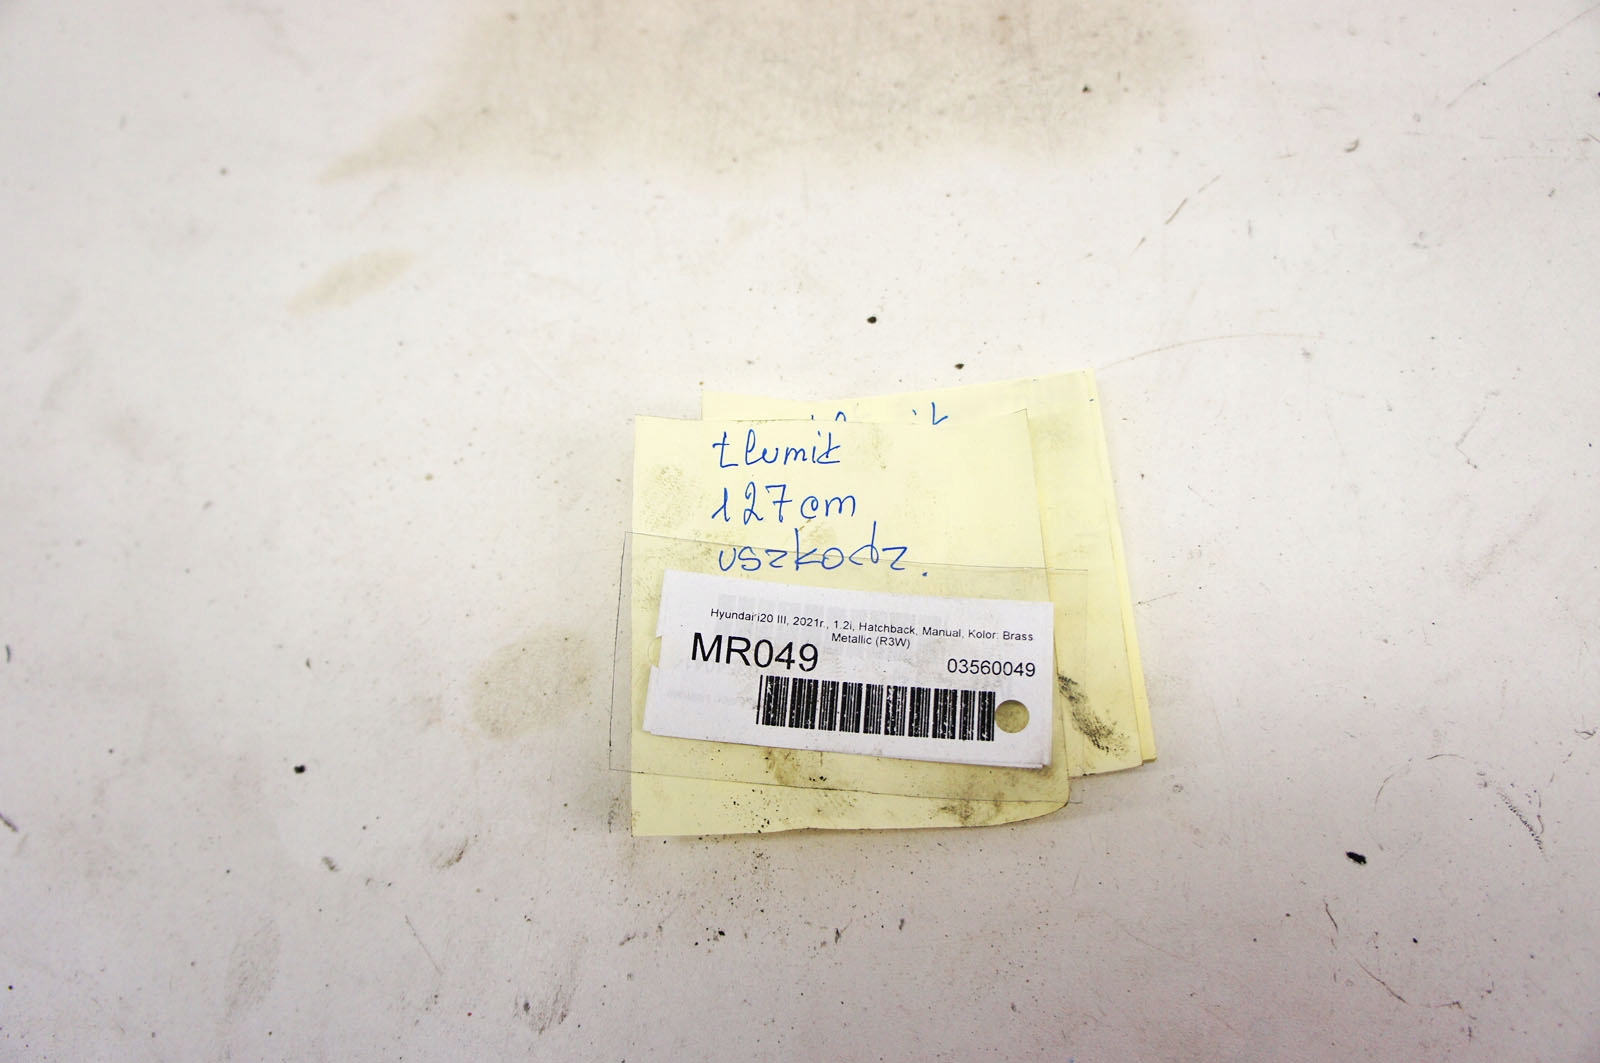 tłumik
127cm
uszkodz.
Hyundai i20 III, 2021r., 1.2i, Hatchback, Manual, Kolor: Brass
Metallic (R3W)
MR049
03560049